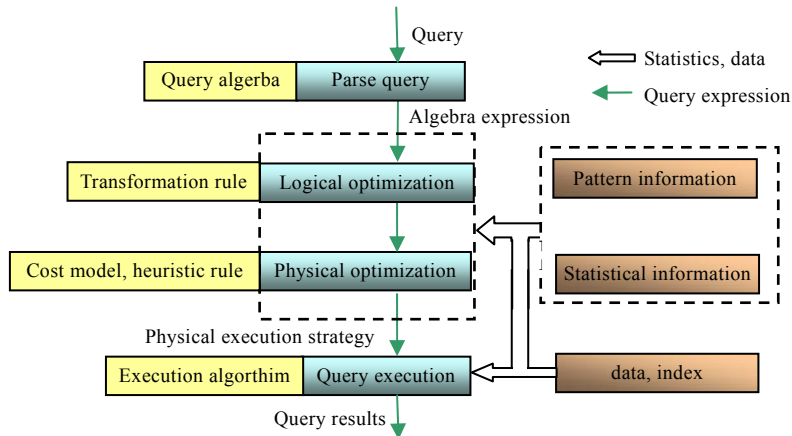 Query
Statistics, data
Query algerba
Parse query
Query expression
Algebra expression
Transformation rule
Logical optimization
Pattern information
Cost model, heuristic rule
Physical optimization
Statistical information
Physical execution strategy
Execution algorthim
Query execution
data, index
Query results